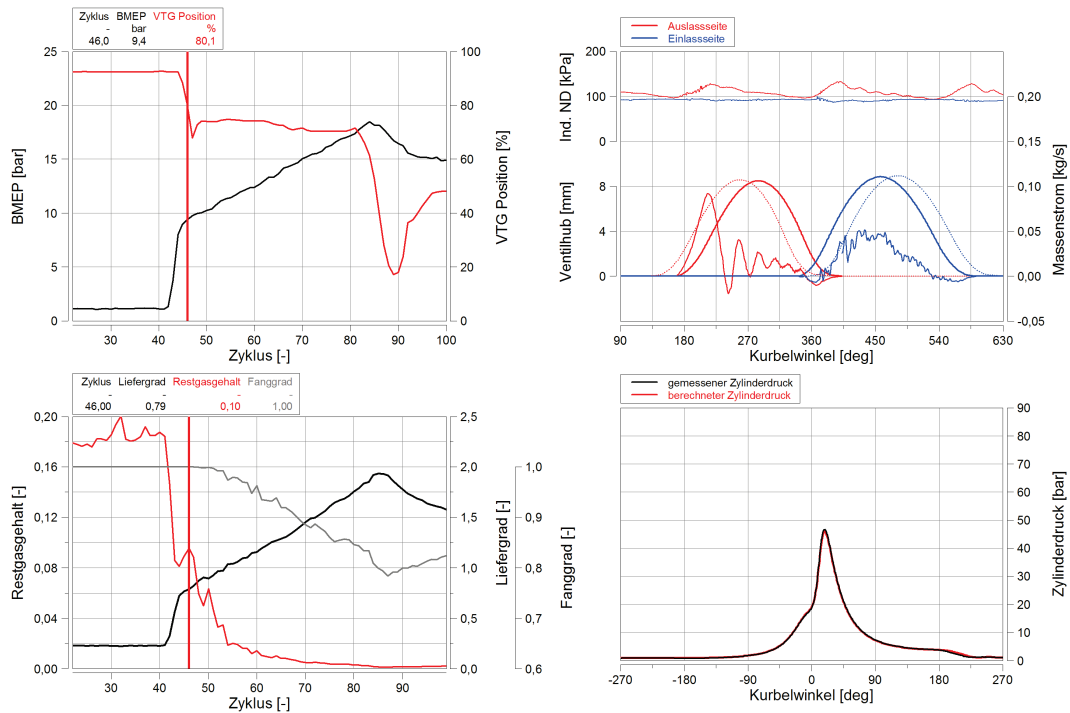 Zyklus BMEP VTG Position
- bar %
46,0 9,4 80,1
25 20 15 10 5 0
BMEP [bar]
100 80 60 40 20 0
VTG Position [%]
30 40 50 60 70 80 90 100
Zyklus [-]
Auslassseite
Einlassseite
200 100 0
Ind. ND [kPa]
8 4 0
Ventilhub [mm]
0,20 0,15 0,10 0,05 0,00 -0,05
Massenstrom [kg/s]
90 180 270 360 450 540 630
Kurbelwinkel [deg]
Zyklus Liefergrad Restgasgehalt Fanggrad
- - - -
46,00 0,79 0,10 1,00
0,20 0,16 0,12 0,08 0,04 0,00
Restgasgehalt [-]
2,5 2,0 1,5 1,0 0,5 0,0
Liefergrad [-]
1,0 0,9 0,8 0,7 0,6
Fanggrad [-]
30 40 50 60 70 80 90
Zyklus [-]
gemessener Zylinderdruck
berechneter Zylinderdruck
90 80 70 60 50 40 30 20 10 0
Zylinderdruck [bar]
-270 -180 -90 0 90 180 270
Kurbelwinkel [deg]